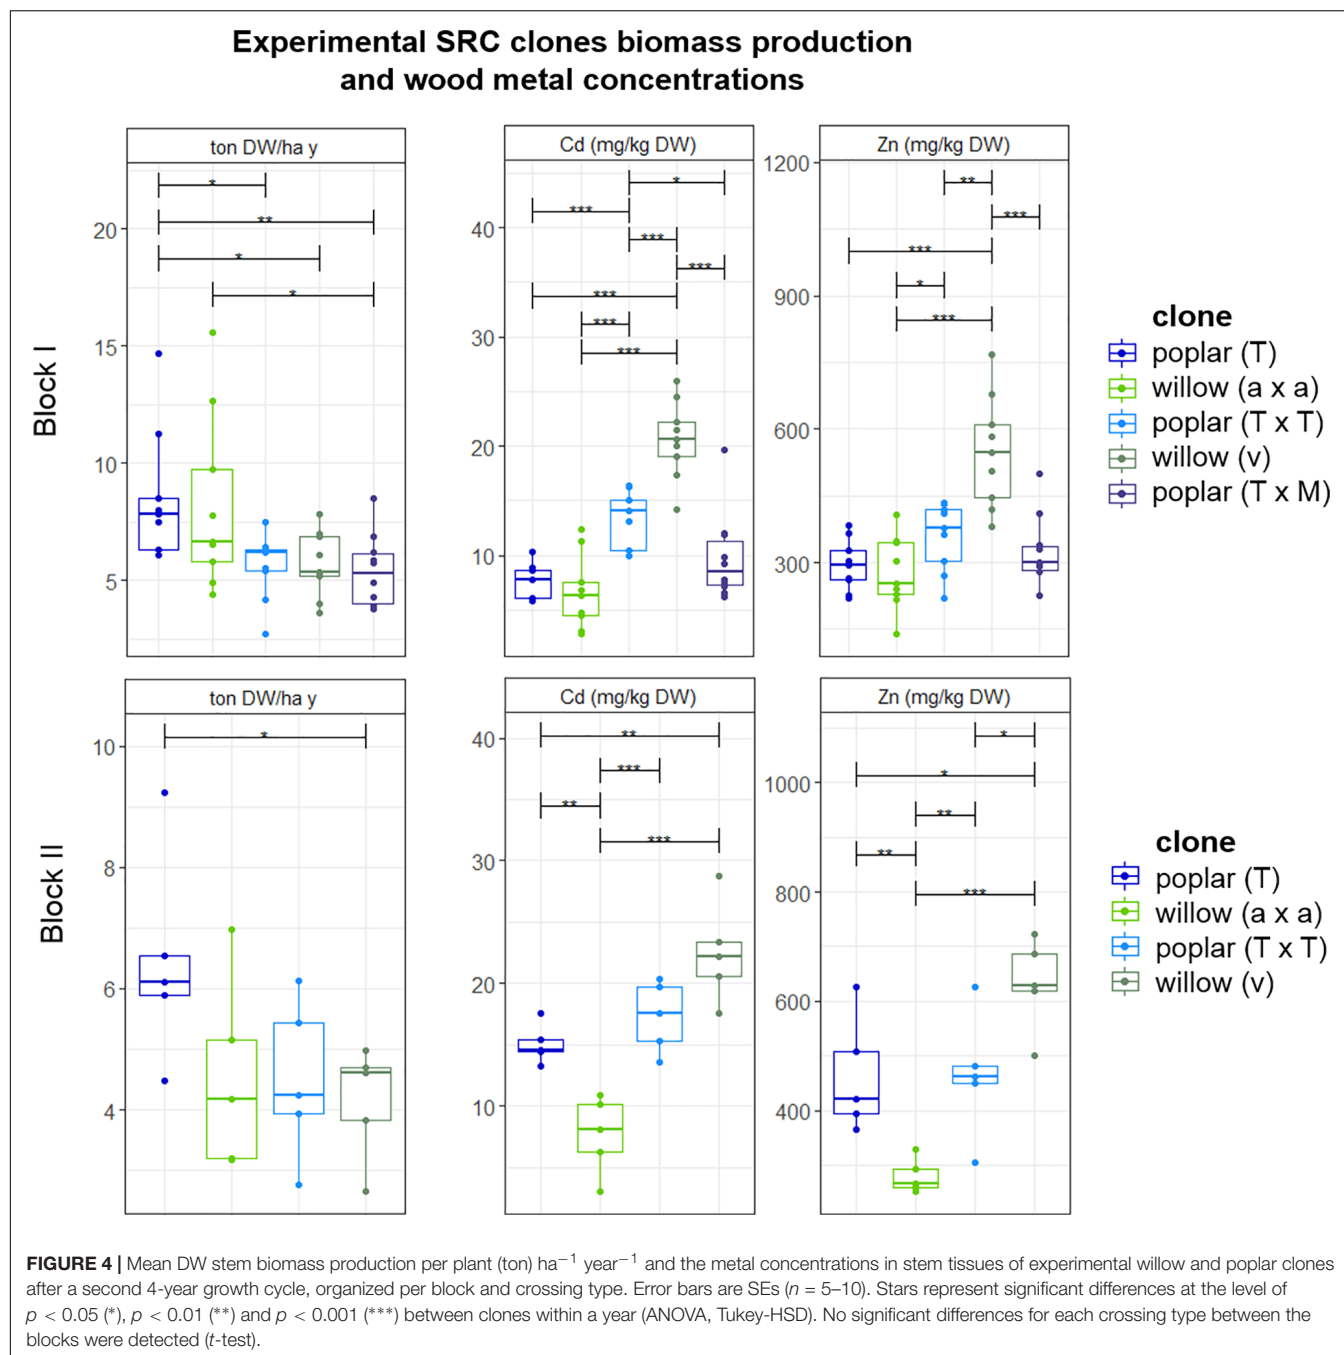 Experimental SRC clones biomass production
and wood metal concentrations
Block I
ton DW/ha y
20
15
10
5
*
**
*
*
Cd (mg/kg DW)
40
30
20
10
*
***
***
***
***
***
***
Zn (mg/kg DW)
1200
900
600
300
**
***
***
*
***
clone
poplar (T)
willow (a x a)
poplar (T x T)
willow (v)
poplar (T x M)
Block II
ton DW/ha y
10
8
6
4
*
Cd (mg/kg DW)
40
30
20
10
**
***
**
***
Zn (mg/kg DW)
1000
800
600
400
*
*
**
**
***
clone
poplar (T)
willow (a x a)
poplar (T x T)
willow (v)
FIGURE 4 | Mean DW stem biomass production per plant (ton) ha⁻¹ year⁻¹ and the metal concentrations in stem tissues of experimental willow and poplar clones
after a second 4-year growth cycle, organized per block and crossing type. Error bars are SEs (n = 5–10). Stars represent significant differences at the level of
p < 0.05 (*), p < 0.01 (**) and p < 0.001 (***) between clones within a year (ANOVA, Tukey-HSD). No significant differences for each crossing type between the
blocks were detected (t-test).